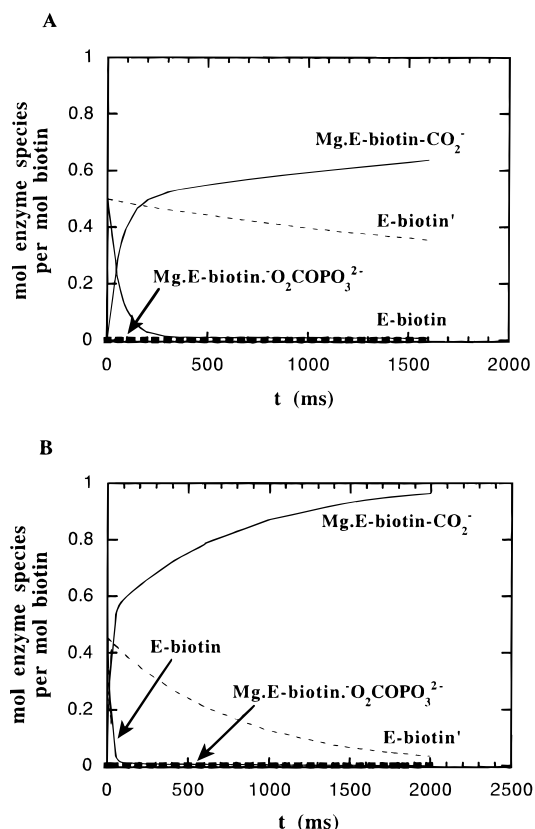 A
1
0.8
0.6
0.4
0.2
0
mol enzyme species
per mol biotin
Mg.E-biotin-CO₂⁻
E-biotin'
Mg.E-biotin.⁻O₂COPO₃²⁻
E-biotin
0 500 1000 1500 2000
t (ms)
B
1
0.8
0.6
0.4
0.2
0
mol enzyme species
per mol biotin
Mg.E-biotin-CO₂⁻
E-biotin
Mg.E-biotin.⁻O₂COPO₃²⁻
E-biotin'
0 500 1000 1500 2000 2500
t (ms)